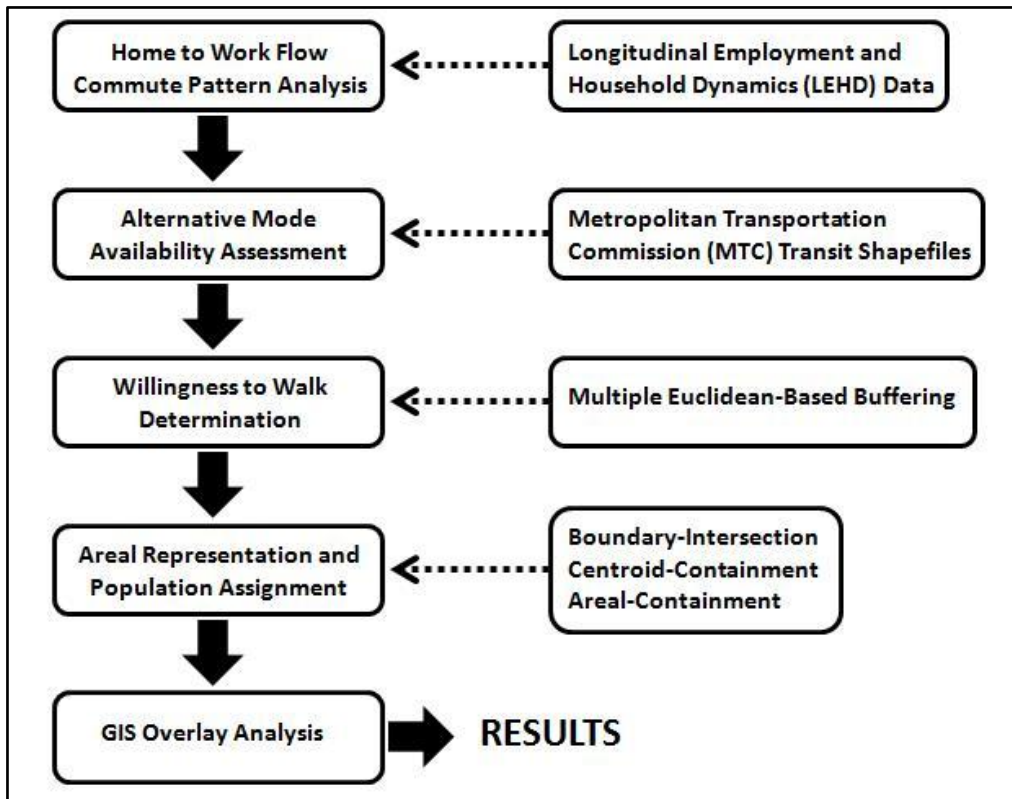 Home to Work Flow
Commute Pattern Analysis
Longitudinal Employment and
Household Dynamics (LEHD) Data
Alternative Mode
Availability Assessment
Metropolitan Transportation
Commission (MTC) Transit Shapefiles
Willingness to Walk
Determination
Multiple Euclidean-Based Buffering
Areal Representation and
Population Assignment
Boundary-Intersection
Centroid-Containment
Areal-Containment
GIS Overlay Analysis
RESULTS